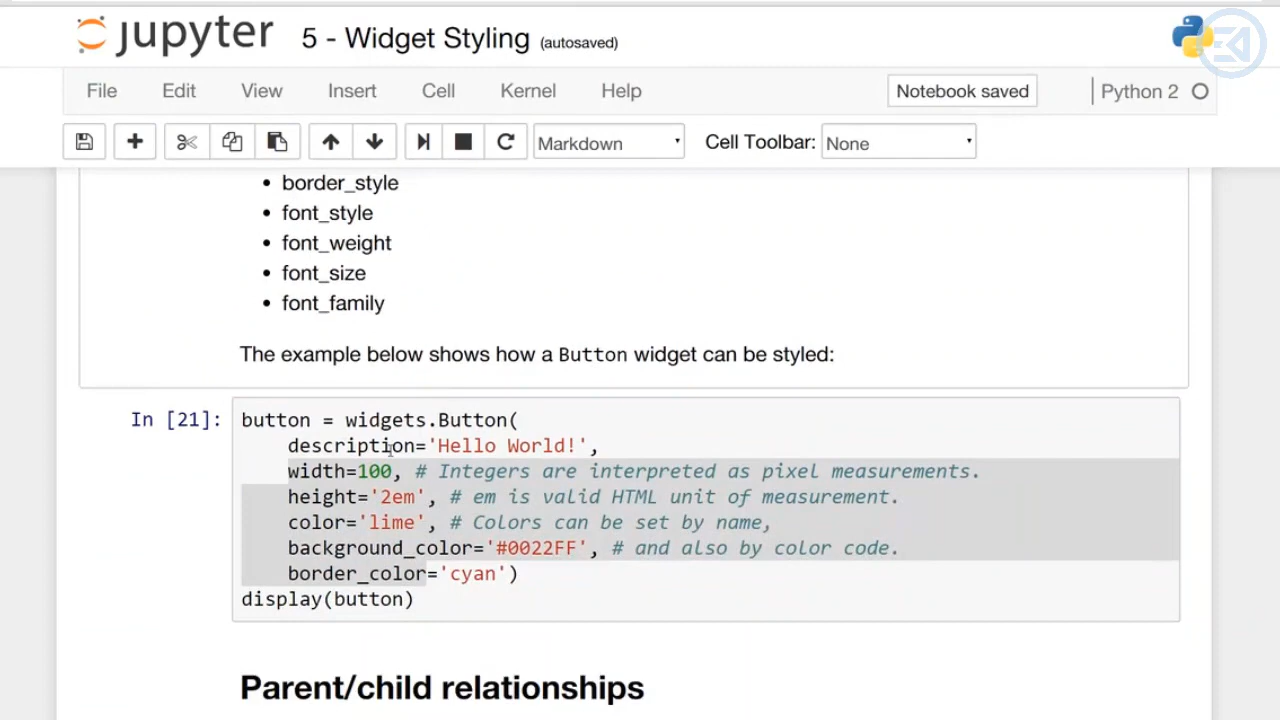 jupyter 5 - Widget Styling (autosaved)
File Edit View Insert Cell Kernel Help Notebook saved Python 2
Markdown Cell Toolbar: None
• border_style
• font_style
• font_weight
• font_size
• font_family
The example below shows how a Button widget can be styled:
In [21]: button = widgets.Button(
description='Hello World!',
width=100, # Integers are interpreted as pixel measurements.
height='2em', # em is valid HTML unit of measurement.
color='lime', # Colors can be set by name,
background_color='#0022FF', # and also by color code.
border_color='cyan')
display(button)
Parent/child relationships